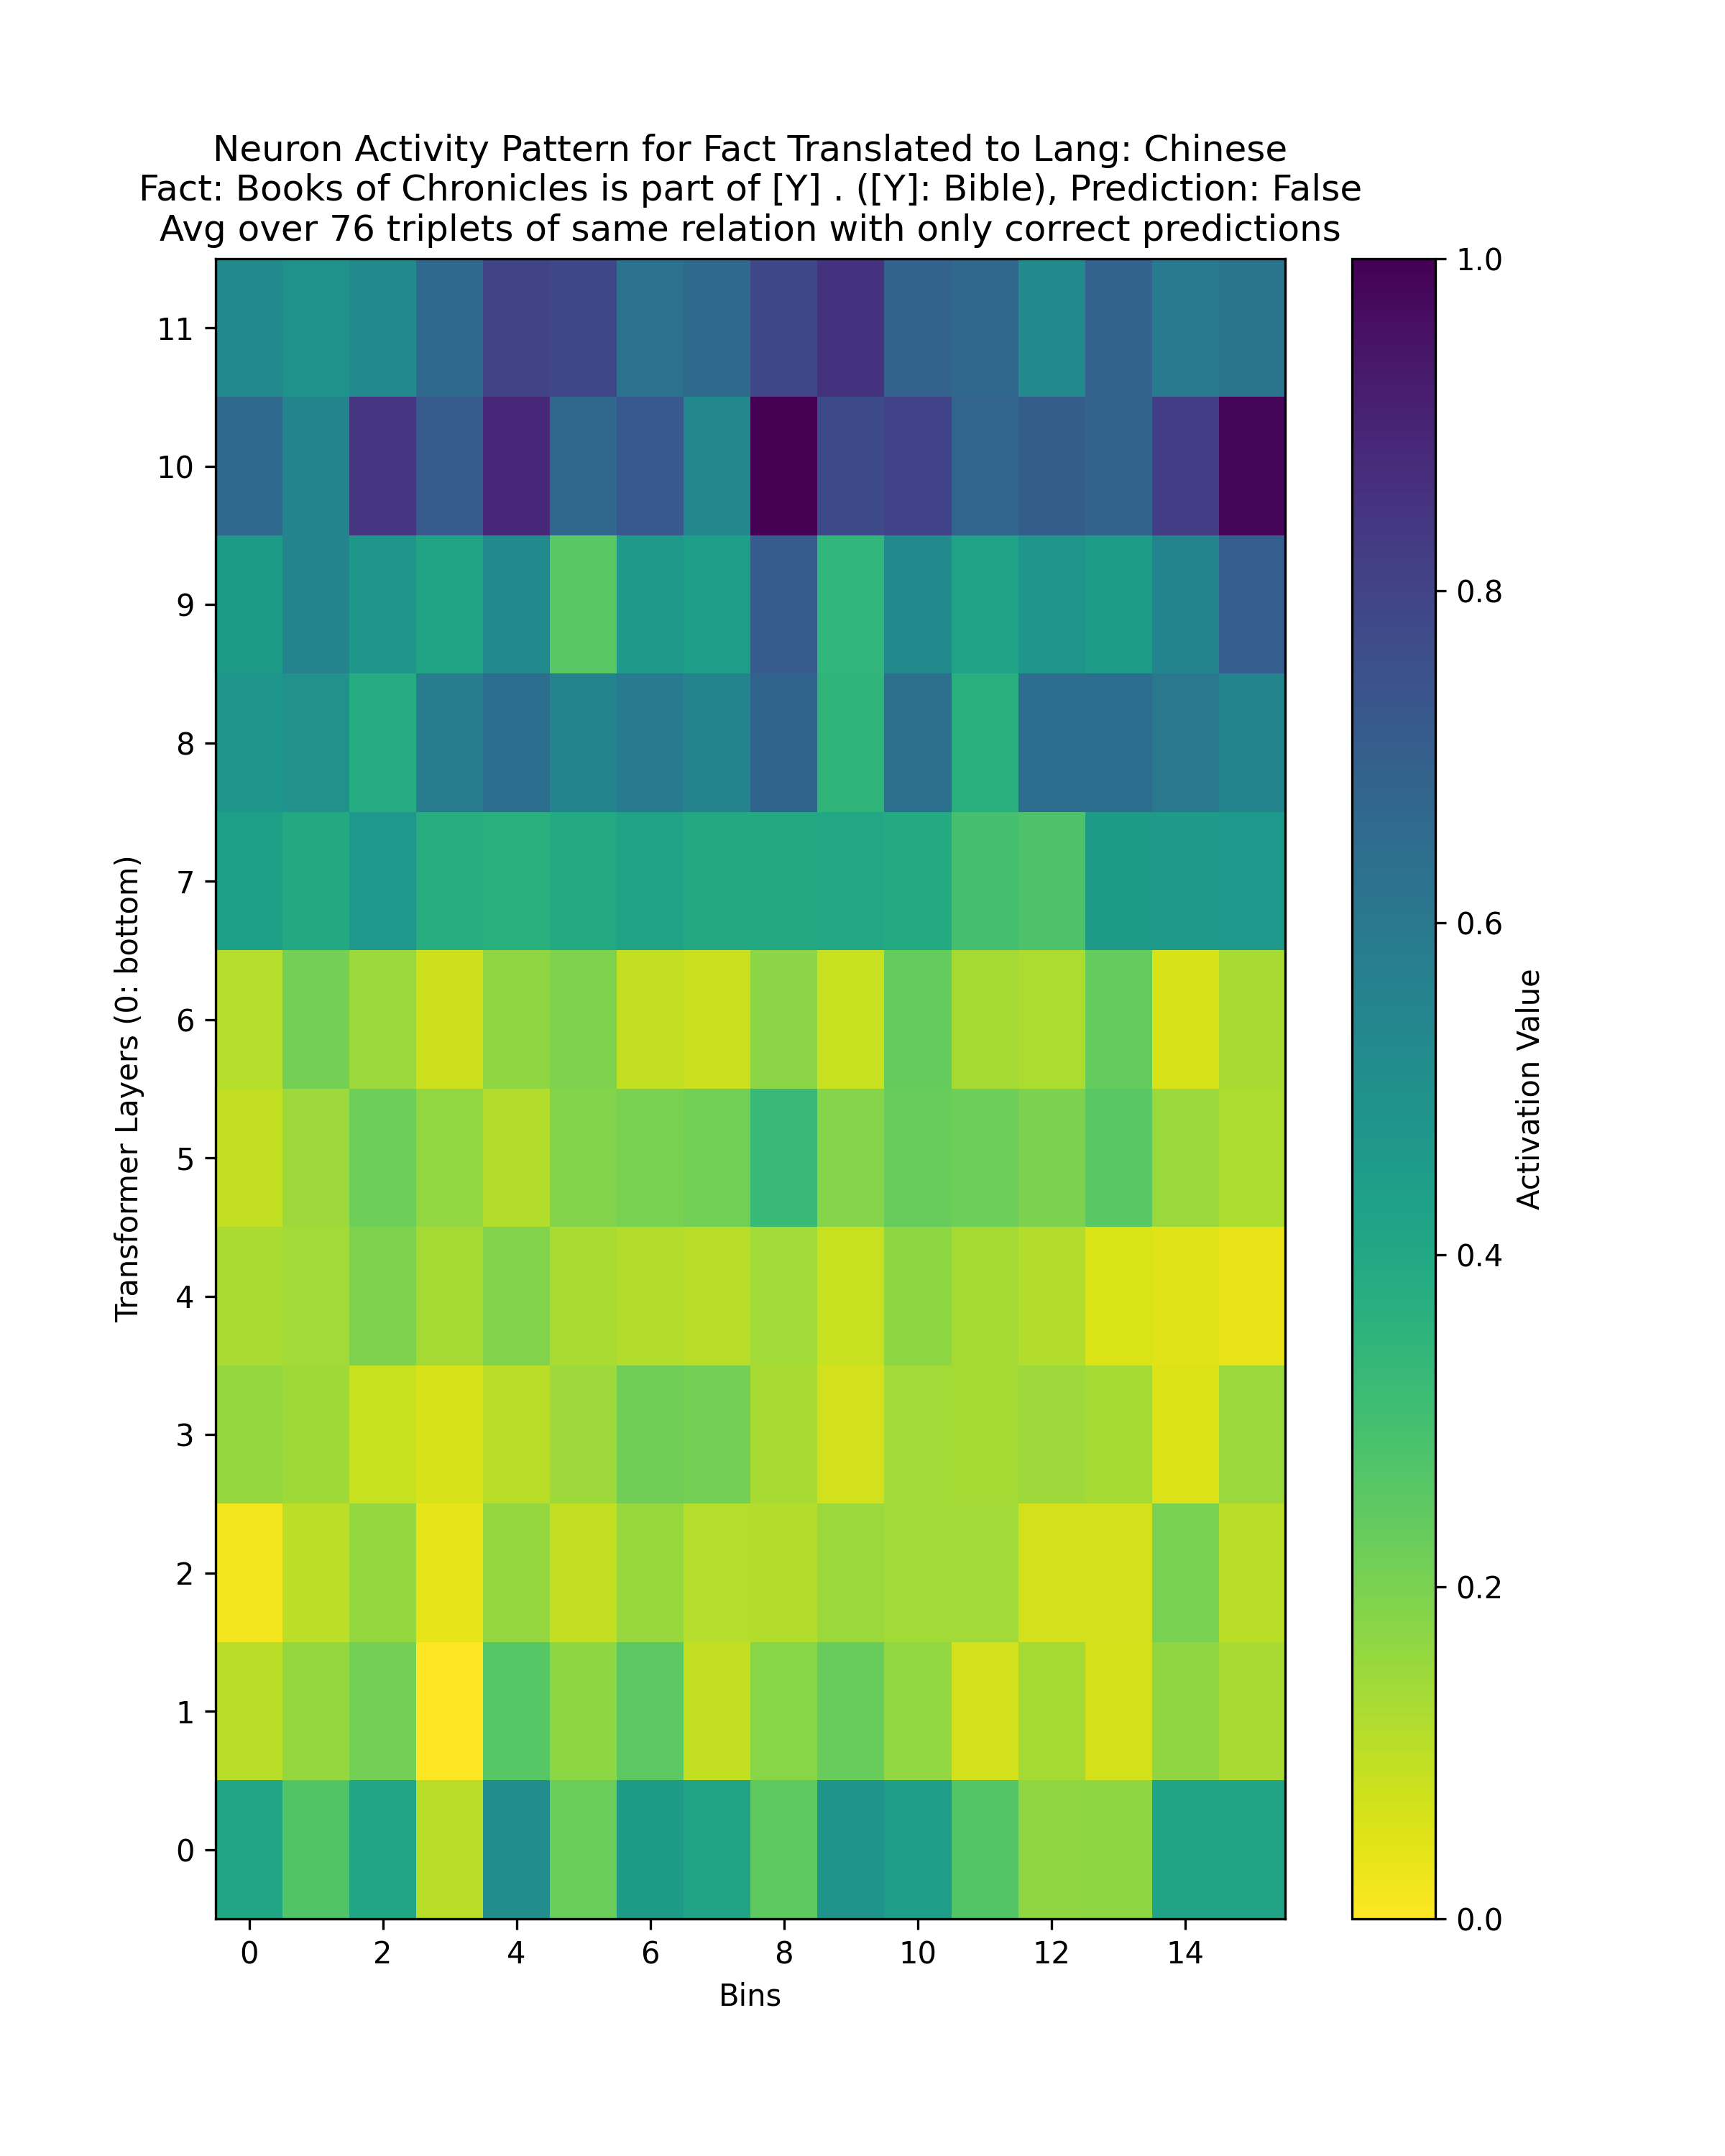 Neuron Activity Pattern for Fact Translated to Lang: Chinese
Fact: Books of Chronicles is part of [Y] . ([Y]: Bible), Prediction: False
Avg over 76 triplets of same relation with only correct predictions
Transformer Layers (0: bottom)
11
10
9
8
7
6
5
4
3
2
1
0
0 2 4 6 8 10 12 14
Bins
1.0
0.8
0.6
0.4
0.2
0.0
Activation Value